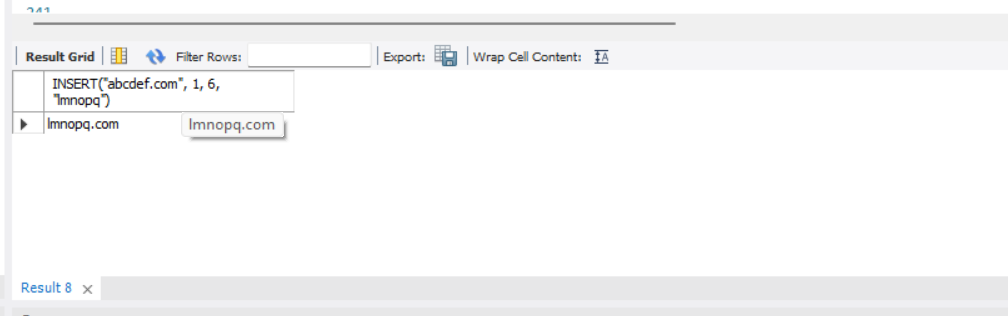 241
Result Grid Filter Rows: Export: Wrap Cell Content:
INSERT("abcdef.com", 1, 6,
"lmnopq")
lmnopq.com lmnopq.com
Result 8